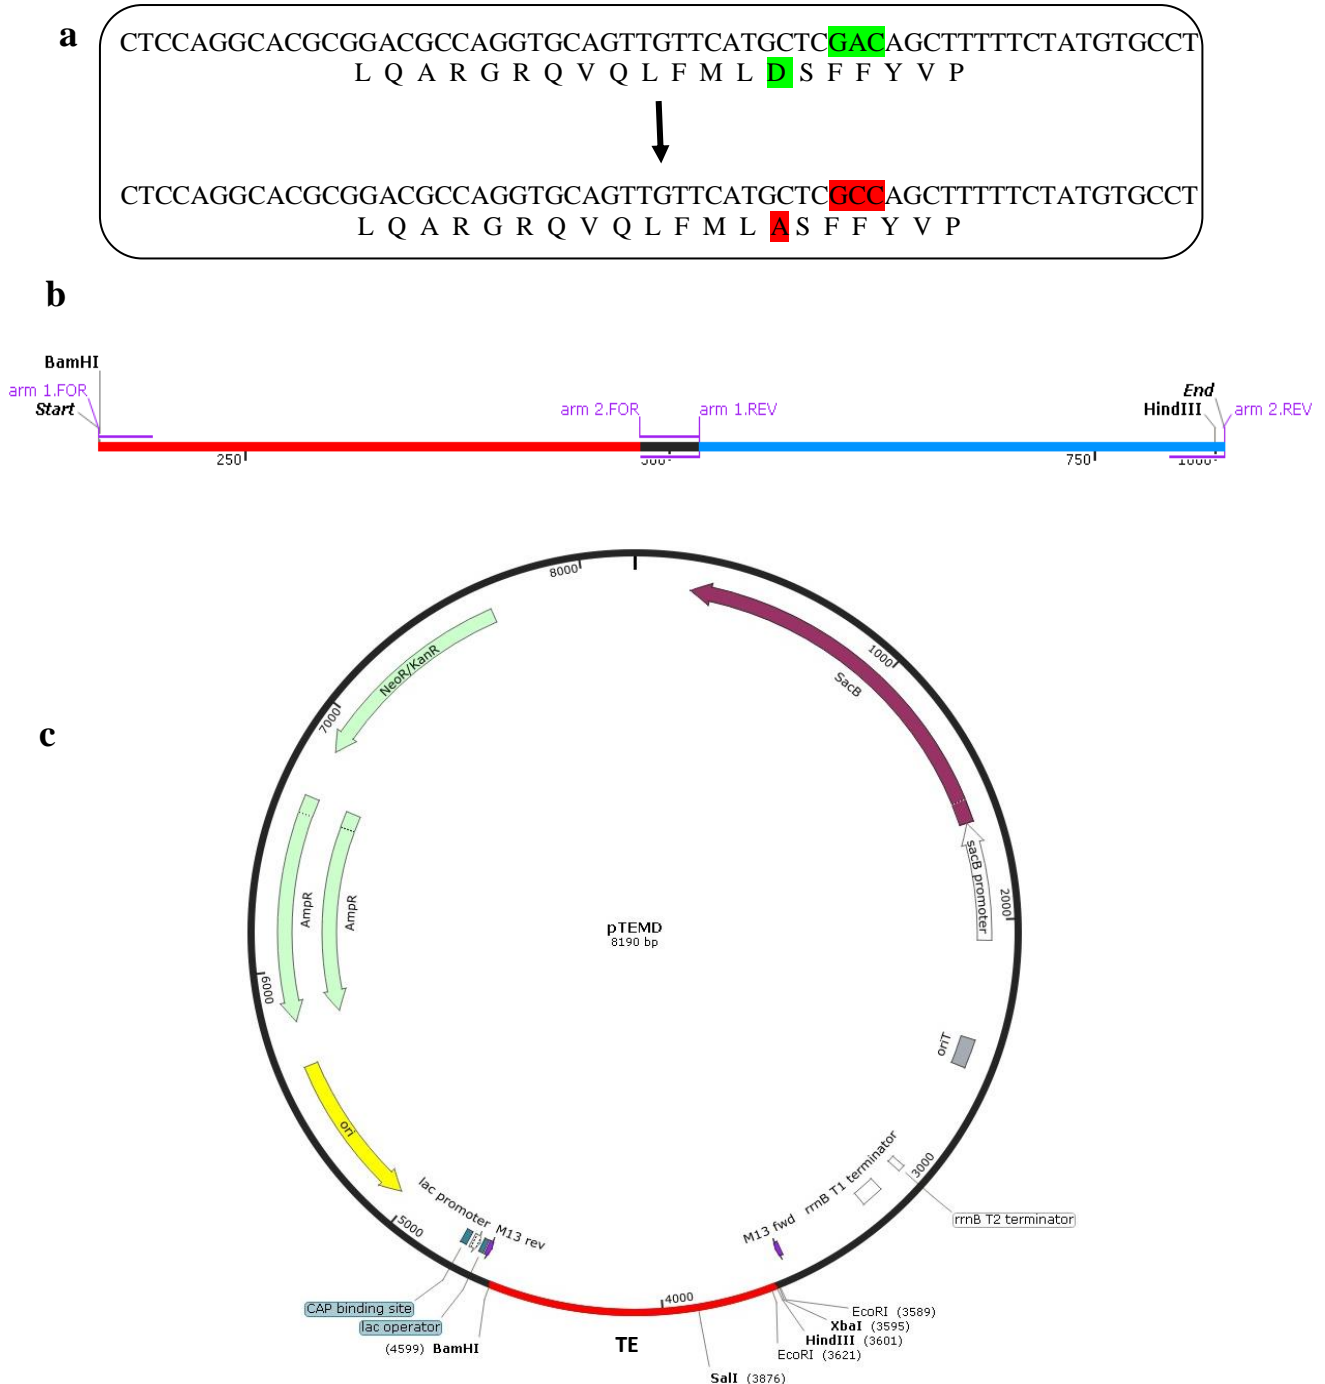 a
CTCCAGGCACGCGGACGCCAGGTGCAGTTGTTCATGCTCGACAGCTTTTTCTATGTGCCT
L Q A R G R Q V Q L F M L D S F F Y V P
CTCCAGGCACGCGGACGCCAGGTGCAGTTGTTCATGCTCGCCAGCTTTTTCTATGTGCCT
L Q A R G R Q V Q L F M L A S F F Y V P
b
BamHI
arm 1.FOR
Start
arm 2.FOR
arm 1.REV
End
HindIII
arm 2.REV
250
500
750
1000
c
8000
1000
SacB
NeoR/KanR
7000
sacB promoter
2000
AmpR
AmpR
pTEMD
8190 bp
6000
oriT
ori
rrnB T1 terminator
3000
rrnB T2 terminator
lac promoter
M13 rev
M13 fwd
5000
CAP binding site
lac operator
(4599) BamHI
4000
TE
EcoRI (3589)
XbaI (3595)
HindIII (3601)
EcoRI (3621)
SalI (3876)